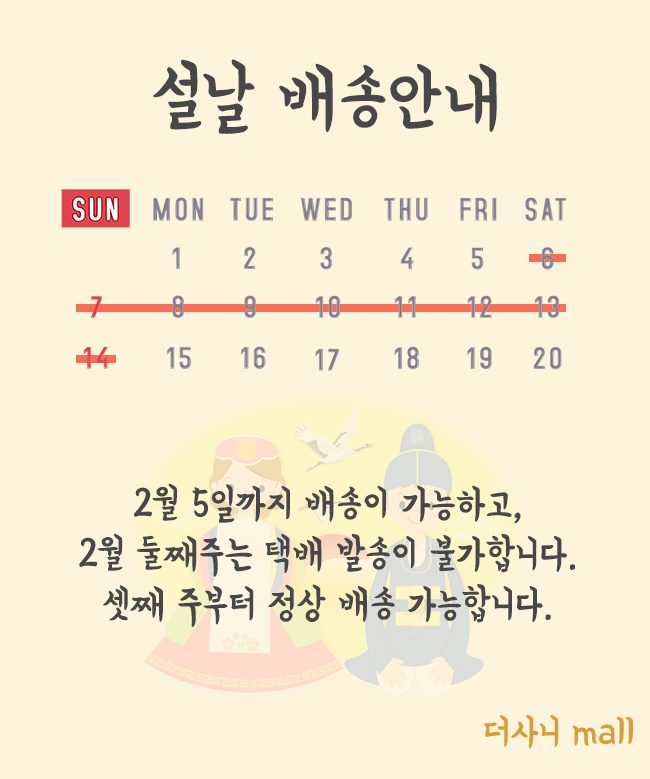 설날 배송안내
SUN MON TUE WED THU FRI SAT
1 2 3 4 5 6
7 8 9 10 11 12 13
14 15 16 17 18 19 20
2월 5일까지 배송이 가능하고,
2월 둘째주는 택배 발송이 불가합니다.
셋째 주부터 정상 배송 가능합니다.
더사니 mall